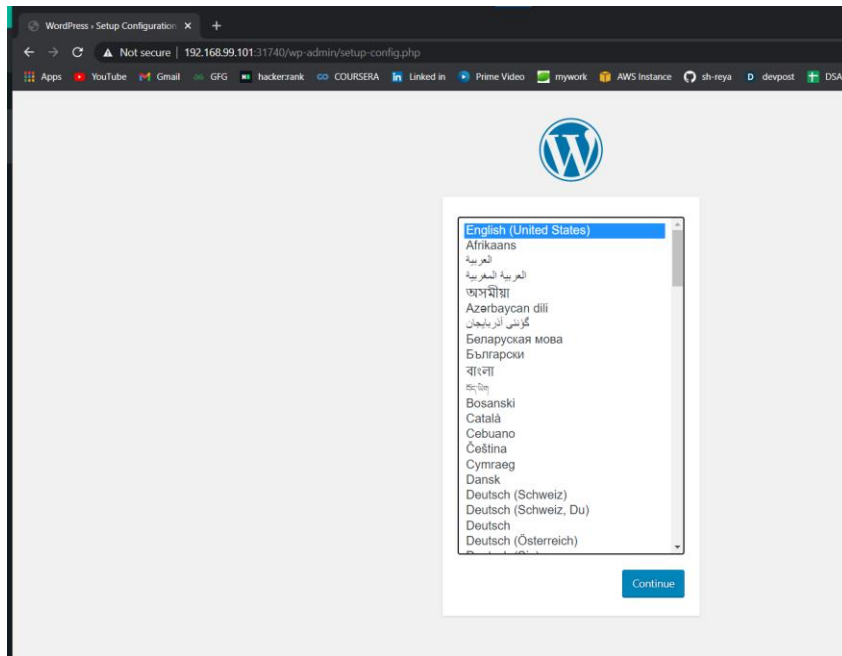 WordPress › Setup Configuration
Not secure | 192.168.99.101:31740/wp-admin/setup-config.php
Apps YouTube Gmail GFG hackerrank COURSERA Linked in Prime Video mywork AWS Instance sh-reya devpost DSA
English (United States)
Afrikaans
العربية
العربية المغربية
অসমীয়া
Azərbaycan dili
گؤنئی آذربایجان
Беларуская мова
Български
বাংলা
བོད་ཡིག
Bosanski
Català
Cebuano
Čeština
Cymraeg
Dansk
Deutsch (Schweiz)
Deutsch (Schweiz, Du)
Deutsch
Deutsch (Österreich)
Continue